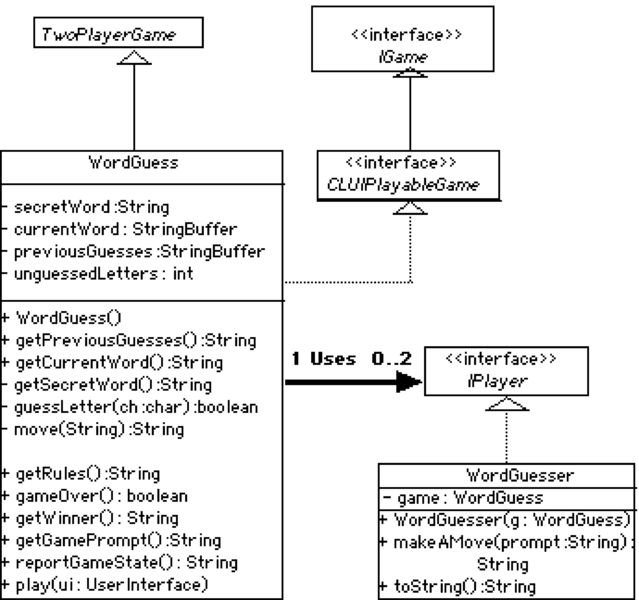 TwoPlayerGame
<<interface>>
IGame
WordGuess
- secretWord:String
- currentWord: StringBuffer
- previousGuesses:StringBuffer
- unguessedLetters: int
+ WordGuess()
+ getPreviousGuesses():String
+ getCurrentWord():String
- getSecretWord():String
- guessLetter(ch:char):boolean
- move(String):String
+ getRules():String
+ gameOver(): boolean
+ getWinner(): String
+ getGamePrompt():String
+ reportGameState(): String
+ play(ui: UserInterface)
<<interface>>
CLUIPlayableGame
1 Uses 0..2
<<interface>>
IPlayer
WordGuesser
- game: WordGuess
+ WordGuesser(g: WordGuess)
+ makeAMove(prompt:String):
String
+ toString():String